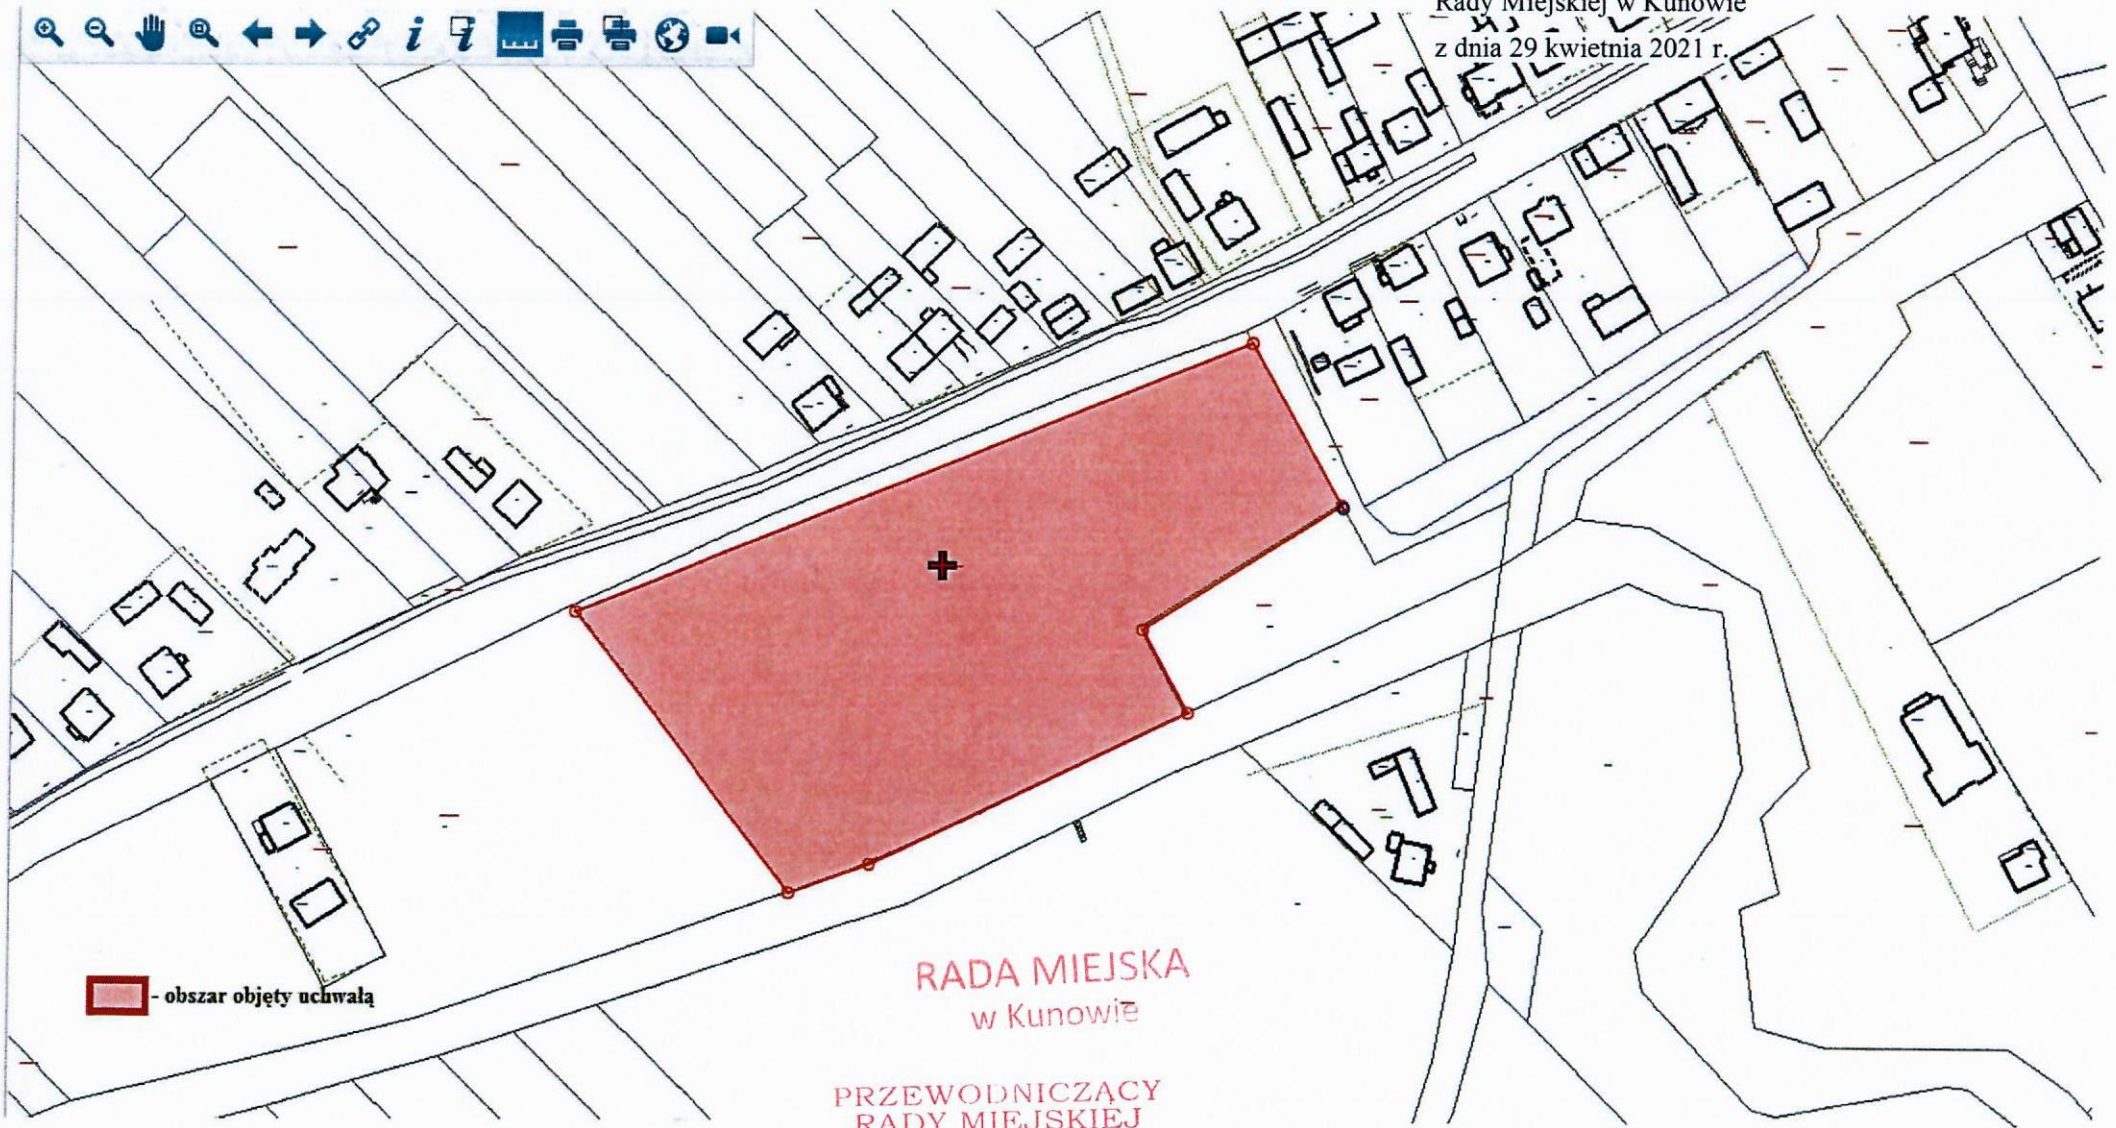 Rady Miejskiej w Kunowie
z dnia 29 kwietnia 2021 r.
- obszar objęty uchwałą
RADA MIEJSKA
w Kunowie
PRZEWODNICZĄCY
RADY MIEJSKIEJ